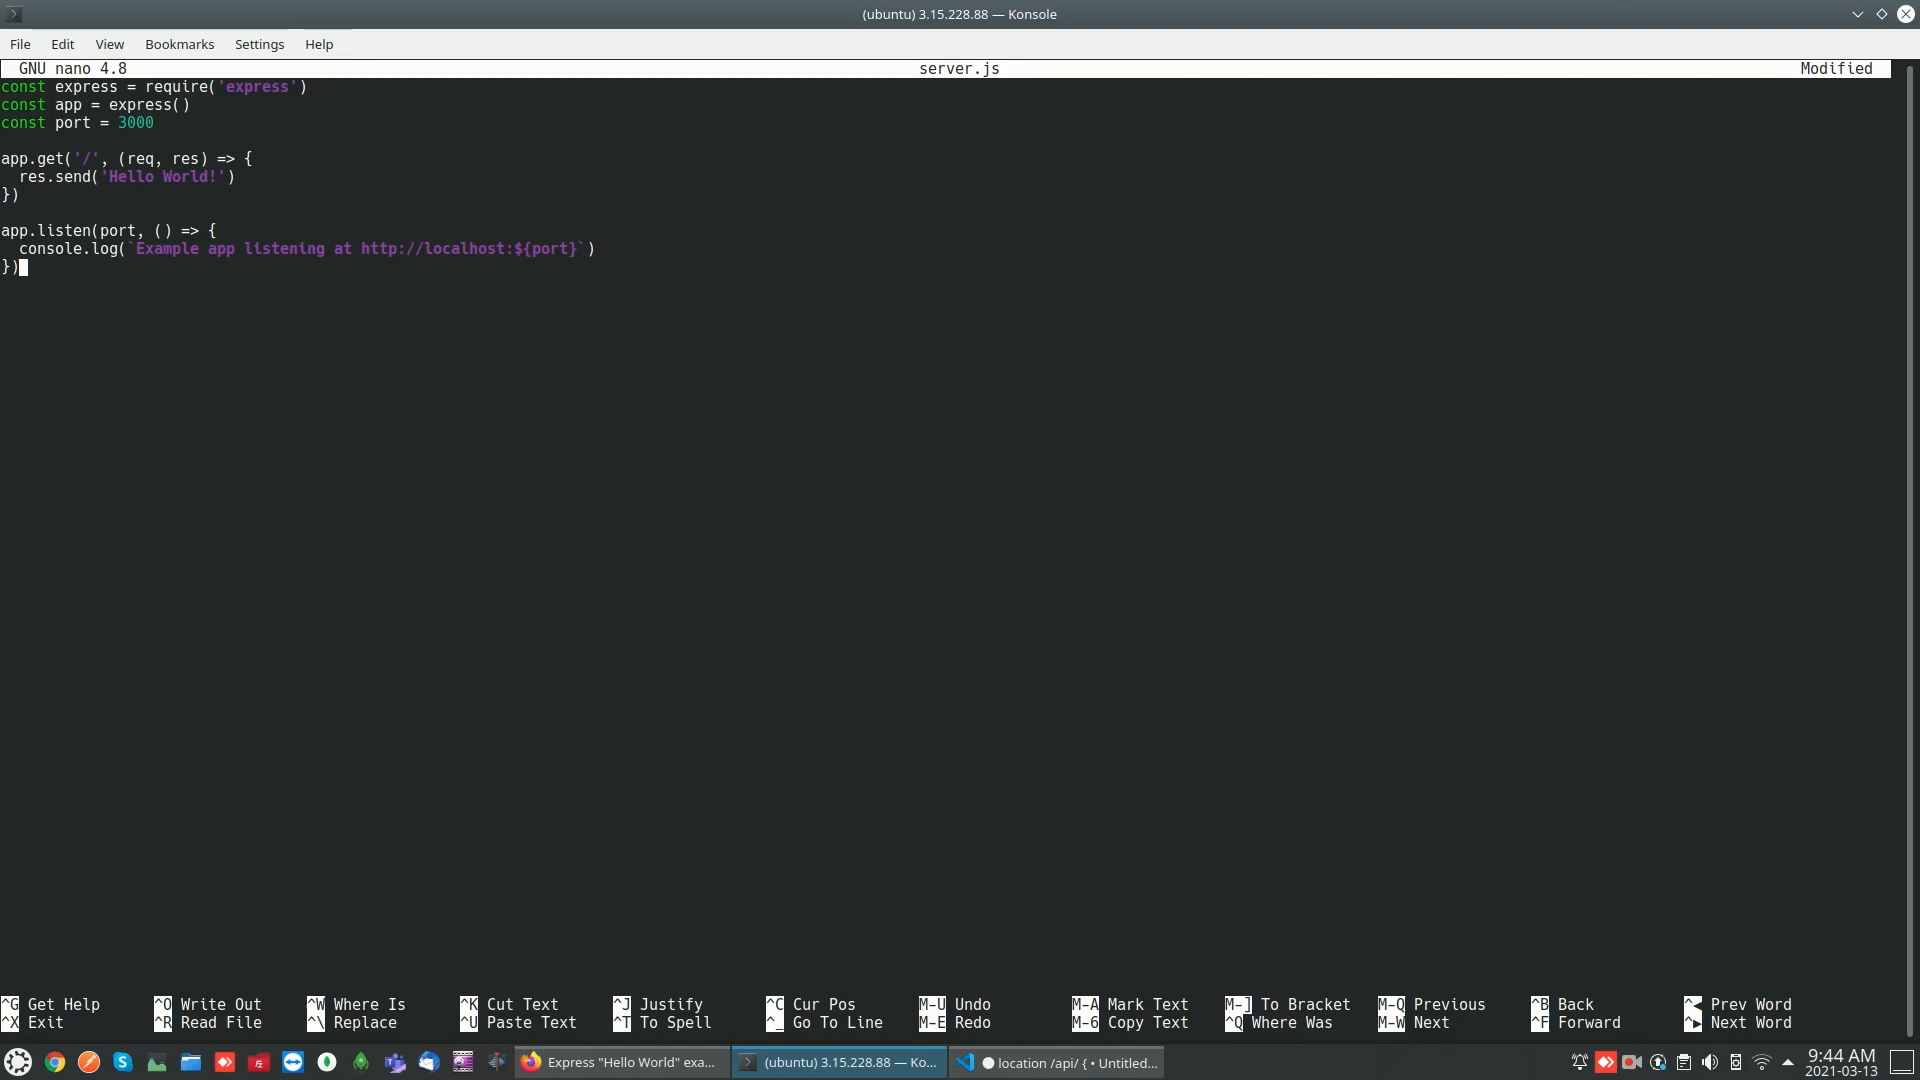 (ubuntu) 3.15.228.88 — Konsole
File Edit View Bookmarks Settings Help
GNU nano 4.8 server.js Modified
const express = require('express')
const app = express()
const port = 3000
app.get('/', (req, res) => {
  res.send('Hello World!')
})
app.listen(port, () => {
  console.log(`Example app listening at http://localhost:${port}`)
})
^G Get Help ^O Write Out ^W Where Is ^K Cut Text ^J Justify ^C Cur Pos M-U Undo M-A Mark Text M-] To Bracket M-Q Previous ^B Back ^◀ Prev Word
^X Exit ^R Read File ^\ Replace ^U Paste Text ^T To Spell ^_ Go To Line M-E Redo M-6 Copy Text ^Q Where Was M-W Next ^F Forward ^▶ Next Word
Express "Hello World" exa... (ubuntu) 3.15.228.88 — Ko... ● location /api/ { • Untitled... 9:44 AM
2021-03-13